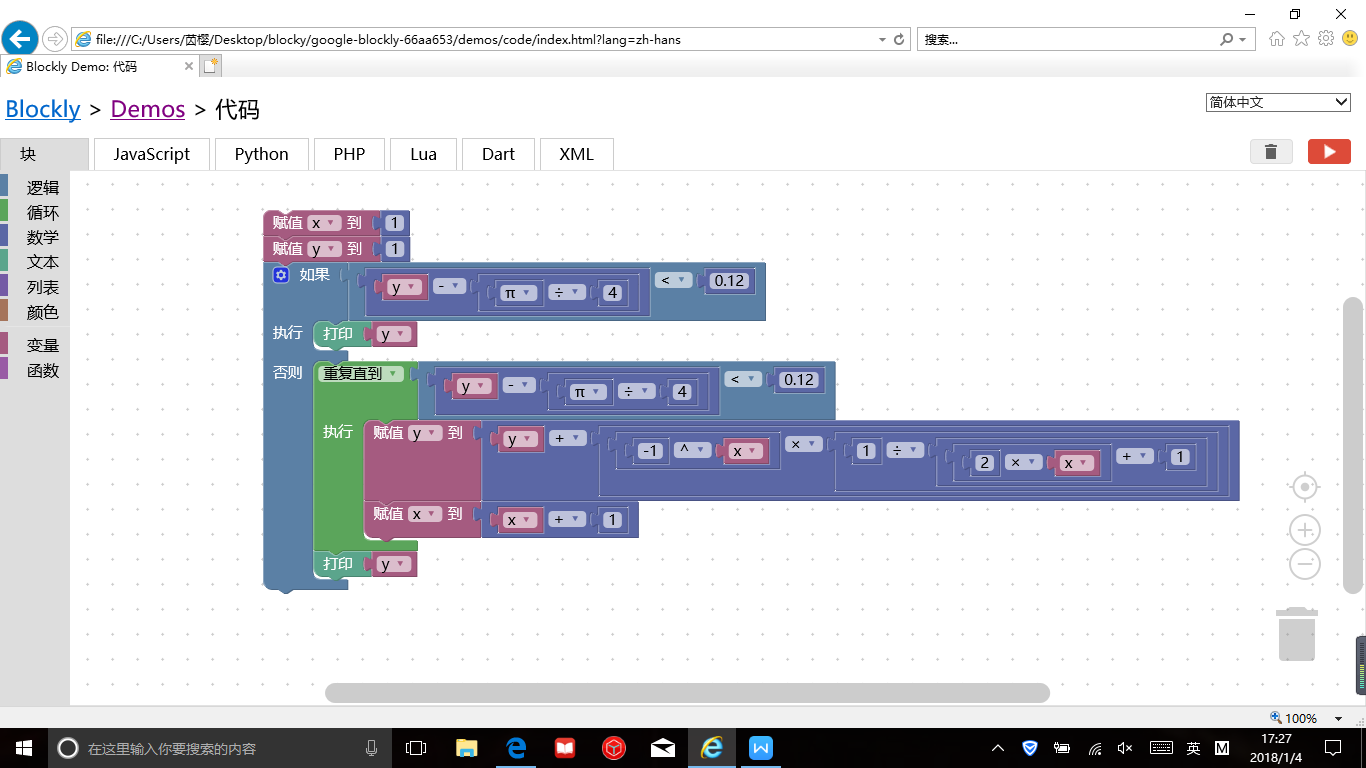 file:///C:/Users/茵樱/Desktop/blocky/google-blockly-66aa653/demos/code/index.html?lang=zh-hans
搜索...
Blockly Demo: 代码
Blockly > Demos > 代码
简体中文
块 JavaScript Python PHP Lua Dart XML
逻辑
循环
数学
文本
列表
颜色
变量
函数
赋值 x 到 1
赋值 y 到 1
如果 y - π ÷ 4 < 0.12
执行 打印 y
否则 重复直到 y - π ÷ 4 < 0.12
执行 赋值 y 到 y + -1 ^ x × 1 ÷ 2 × x + 1
赋值 x 到 x + 1
打印 y
100%
在这里输入你要搜索的内容
英 M
17:27
2018/1/4